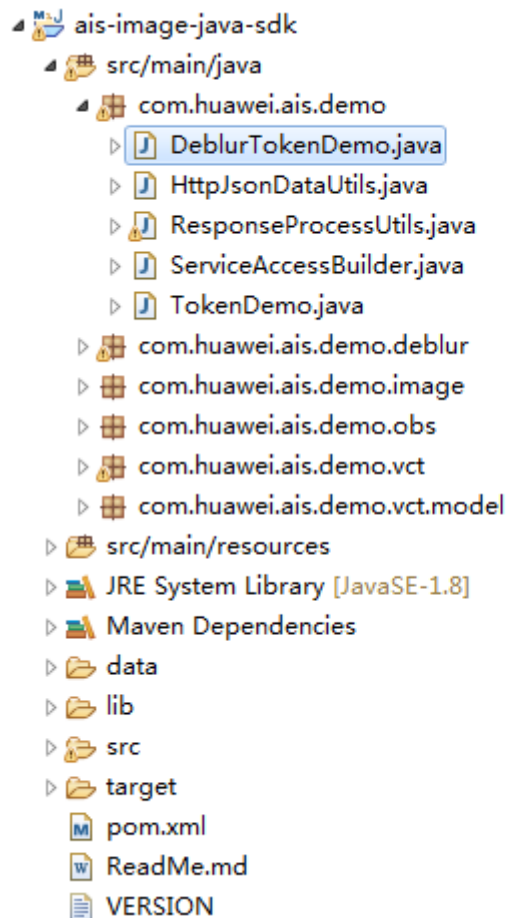 ais-image-java-sdk
src/main/java
com.huawei.ais.demo
DeblurTokenDemo.java
HttpJsonDataUtils.java
ResponseProcessUtils.java
ServiceAccessBuilder.java
TokenDemo.java
com.huawei.ais.demo.deblur
com.huawei.ais.demo.image
com.huawei.ais.demo.obs
com.huawei.ais.demo.vct
com.huawei.ais.demo.vct.model
src/main/resources
JRE System Library [JavaSE-1.8]
Maven Dependencies
data
lib
src
target
pom.xml
ReadMe.md
VERSION